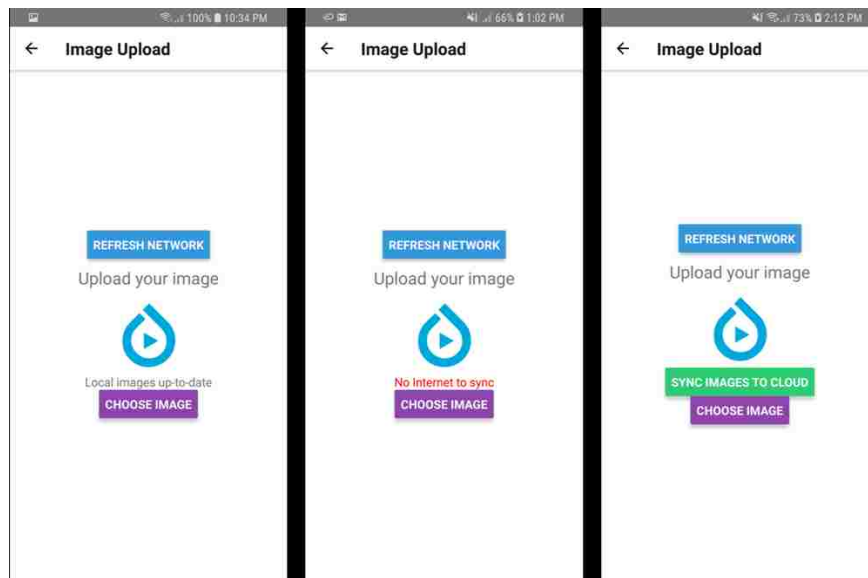 100% 10:34 PM
Image Upload
REFRESH NETWORK
Upload your image
Local images up-to-date
CHOOSE IMAGE
66% 1:02 PM
Image Upload
REFRESH NETWORK
Upload your image
No Internet to sync
CHOOSE IMAGE
73% 2:12 PM
Image Upload
REFRESH NETWORK
Upload your image
SYNC IMAGES TO CLOUD
CHOOSE IMAGE